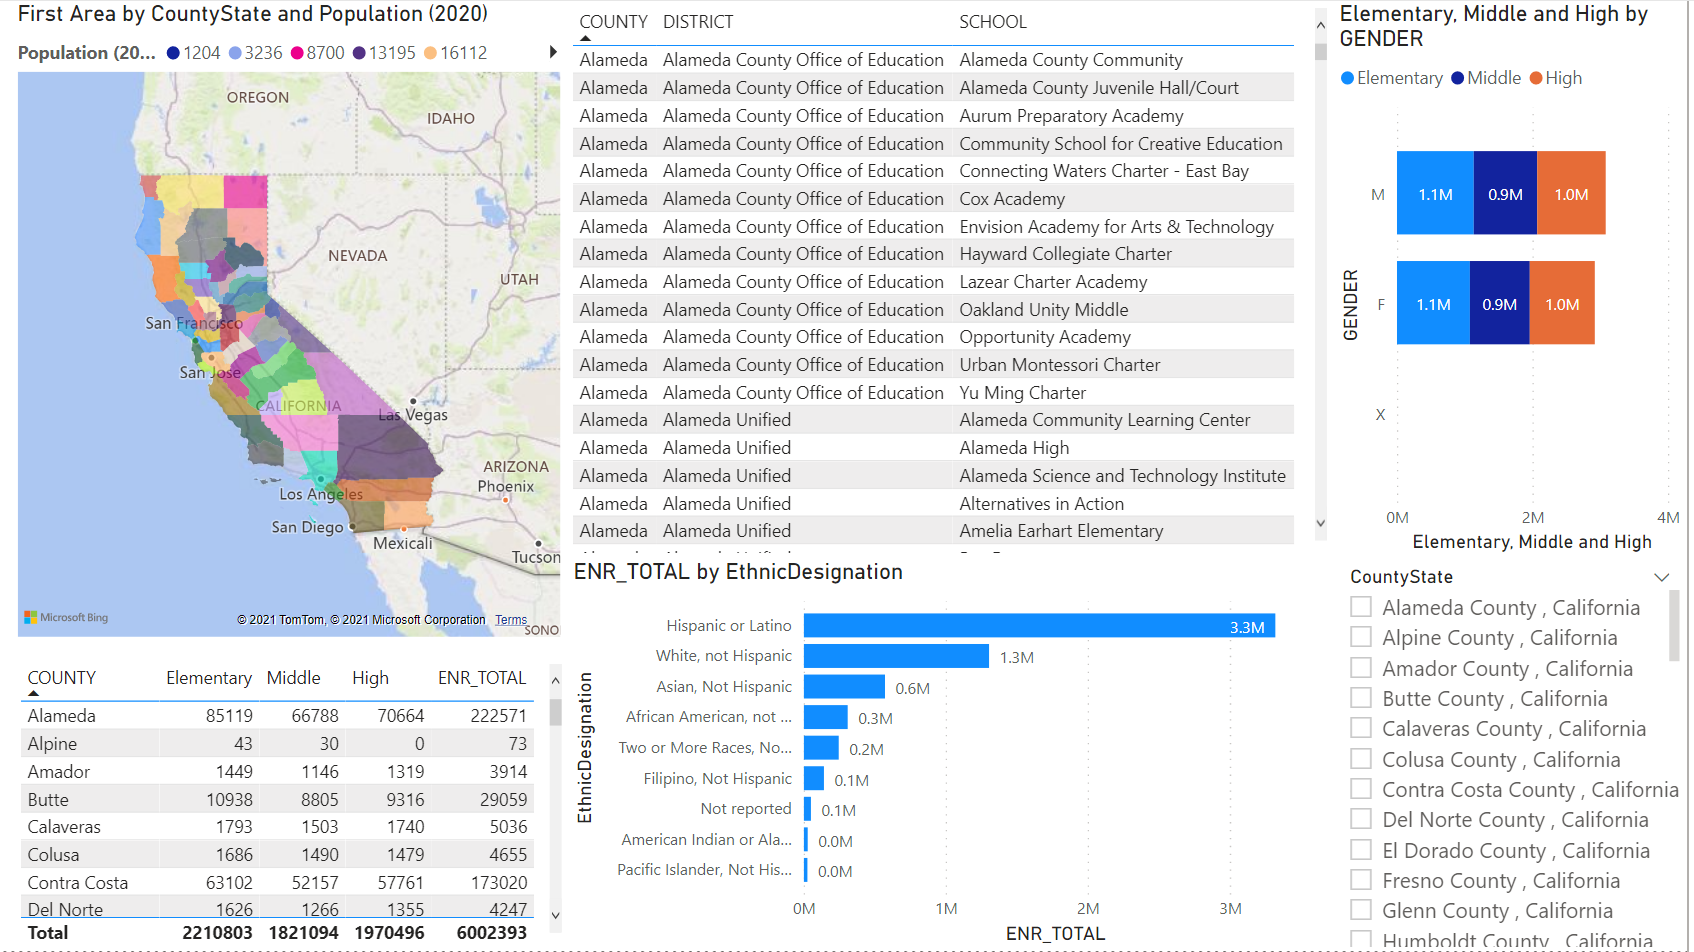 First Area by CountyState and Population (2020)
Population (20... 1204 3236 8700 13195 16112
OREGON
IDAHO
NEVADA
UTAH
San Francisco
San Jose
CALIFORNIA
Las Vegas
ARIZONA
Phoenix
Los Angeles
San Diego
Mexicali
Tucson
Microsoft Bing
© 2021 TomTom, © 2021 Microsoft Corporation Terms
SONO
COUNTY Elementary Middle High ENR_TOTAL
Alameda 85119 66788 70664 222571
Alpine 43 30 0 73
Amador 1449 1146 1319 3914
Butte 10938 8805 9316 29059
Calaveras 1793 1503 1740 5036
Colusa 1686 1490 1479 4655
Contra Costa 63102 52157 57761 173020
Del Norte 1626 1266 1355 4247
Total 2210803 1821094 1970496 6002393
COUNTY DISTRICT SCHOOL
Alameda Alameda County Office of Education Alameda County Community
Alameda Alameda County Office of Education Alameda County Juvenile Hall/Court
Alameda Alameda County Office of Education Aurum Preparatory Academy
Alameda Alameda County Office of Education Community School for Creative Education
Alameda Alameda County Office of Education Connecting Waters Charter - East Bay
Alameda Alameda County Office of Education Cox Academy
Alameda Alameda County Office of Education Envision Academy for Arts & Technology
Alameda Alameda County Office of Education Hayward Collegiate Charter
Alameda Alameda County Office of Education Lazear Charter Academy
Alameda Alameda County Office of Education Oakland Unity Middle
Alameda Alameda County Office of Education Opportunity Academy
Alameda Alameda County Office of Education Urban Montessori Charter
Alameda Alameda County Office of Education Yu Ming Charter
Alameda Alameda Unified Alameda Community Learning Center
Alameda Alameda Unified Alameda High
Alameda Alameda Unified Alameda Science and Technology Institute
Alameda Alameda Unified Alternatives in Action
Alameda Alameda Unified Amelia Earhart Elementary
ENR_TOTAL by EthnicDesignation
EthnicDesignation
Hispanic or Latino 3.3M
White, not Hispanic 1.3M
Asian, Not Hispanic 0.6M
African American, not ... 0.3M
Two or More Races, No... 0.2M
Filipino, Not Hispanic 0.1M
Not reported 0.1M
American Indian or Ala... 0.0M
Pacific Islander, Not His... 0.0M
0M 1M 2M 3M
ENR_TOTAL
Elementary, Middle and High by
GENDER
Elementary Middle High
GENDER
M 1.1M 0.9M 1.0M
F 1.1M 0.9M 1.0M
X
0M 2M 4M
Elementary, Middle and High
CountyState
Alameda County , California
Alpine County , California
Amador County , California
Butte County , California
Calaveras County , California
Colusa County , California
Contra Costa County , California
Del Norte County , California
El Dorado County , California
Fresno County , California
Glenn County , California
Humboldt County , California